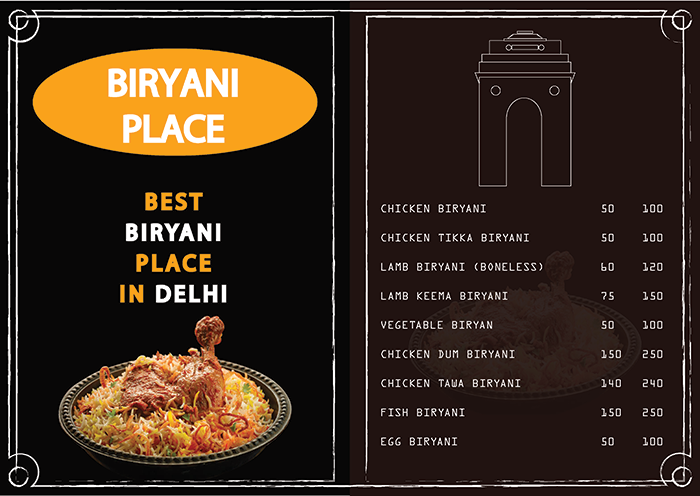 BIRYANI
PLACE
BEST
BIRYANI
PLACE
IN DELHI
CHICKEN BIRYANI 50 100
CHICKEN TIKKA BIRYANI 50 100
LAMB BIRYANI (BONELESS) 60 120
LAMB KEEMA BIRYANI 75 150
VEGETABLE BIRYAN 50 100
CHICKEN DUM BIRYANI 150 250
CHICKEN TAWA BIRYANI 140 240
FISH BIRYANI 150 250
EGG BIRYANI 50 100